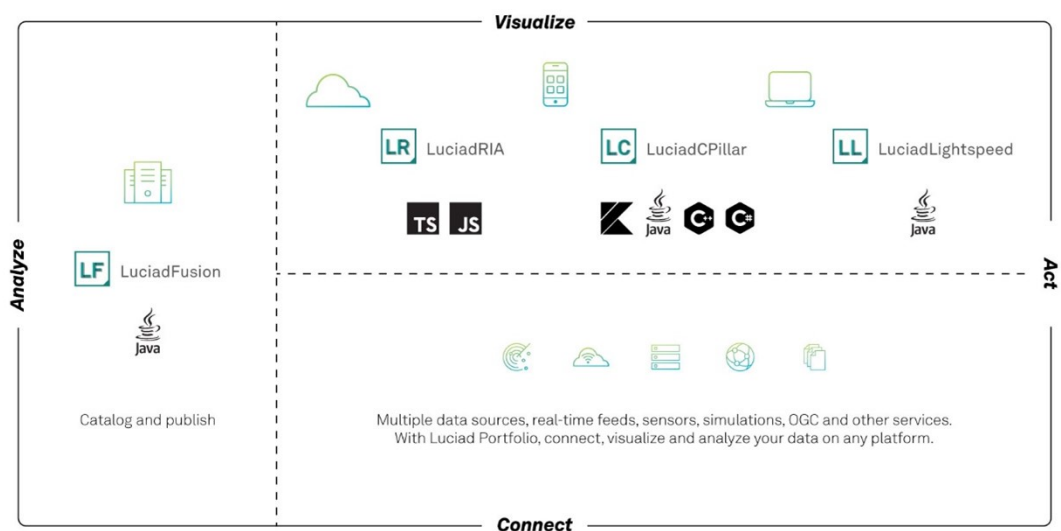 Visualize
LR LuciadRIA
LC LuciadCPillar
LL LuciadLightspeed
TS JS
Java C++ C#
Java
Analyze
LF LuciadFusion
Java
Act
Catalog and publish
Multiple data sources, real-time feeds, sensors, simulations, OGC and other services.
With Luciad Portfolio, connect, visualize and analyze your data on any platform.
Connect